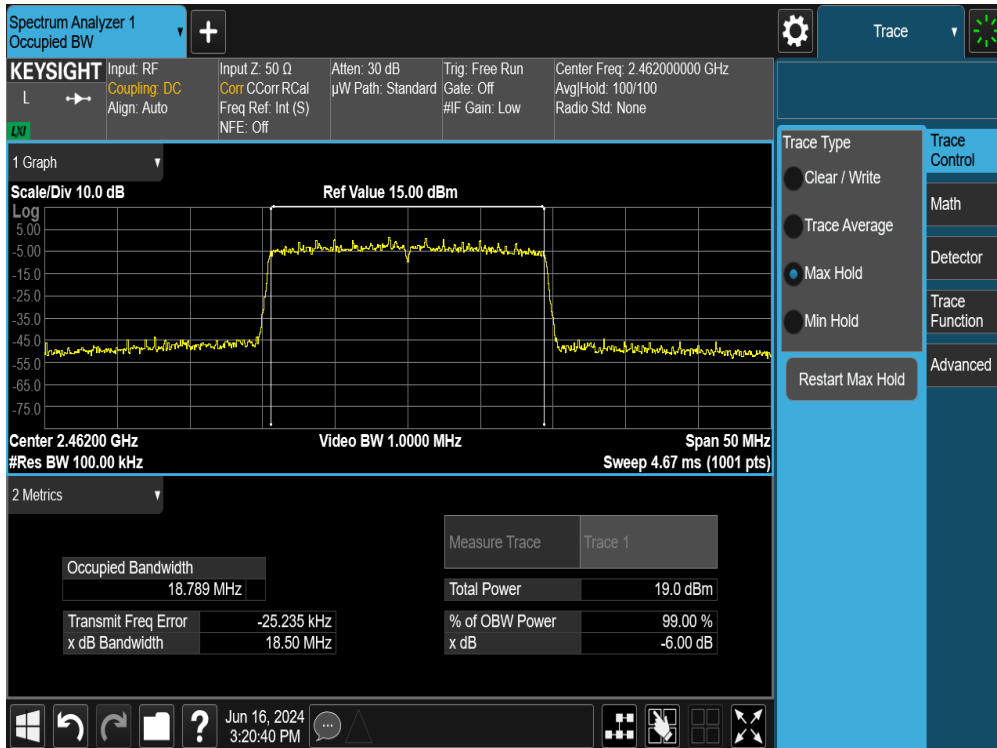 Spectrum Analyzer 1
Occupied BW
+
Trace
KEYSIGHT
L
LXI
Input: RF
Coupling: DC
Align: Auto
Input Z: 50 Ω
Corr CCorr RCal
Freq Ref: Int (S)
NFE: Off
Atten: 30 dB
µW Path: Standard
Trig: Free Run
Gate: Off
#IF Gain: Low
Center Freq: 2.462000000 GHz
Avg|Hold: 100/100
Radio Std: None
1 Graph
Scale/Div 10.0 dB
Ref Value 15.00 dBm
Log
5.00
-5.00
-15.0
-25.0
-35.0
-45.0
-55.0
-65.0
-75.0
Center 2.46200 GHz
Video BW 1.0000 MHz
Span 50 MHz
#Res BW 100.00 kHz
Sweep 4.67 ms (1001 pts)
2 Metrics
Measure Trace
Trace 1
Occupied Bandwidth
18.789 MHz
Total Power
19.0 dBm
Transmit Freq Error
-25.235 kHz
% of OBW Power
99.00 %
x dB Bandwidth
18.50 MHz
x dB
-6.00 dB
Trace Type
Clear / Write
Trace Average
Max Hold
Min Hold
Restart Max Hold
Trace
Control
Math
Detector
Trace
Function
Advanced
?
Jun 16, 2024
3:20:40 PM